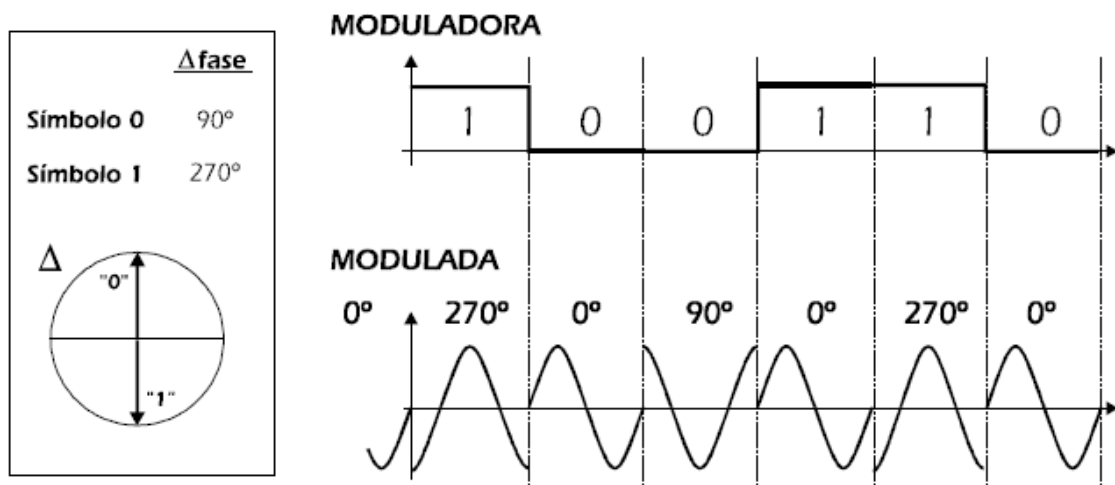 Δfase
Símbolo 0 90º
Símbolo 1 270º
Δ
"0"
"1"
MODULADORA
1 0 0 1 1 0
MODULADA
0º 270º 0º 90º 0º 270º 0º